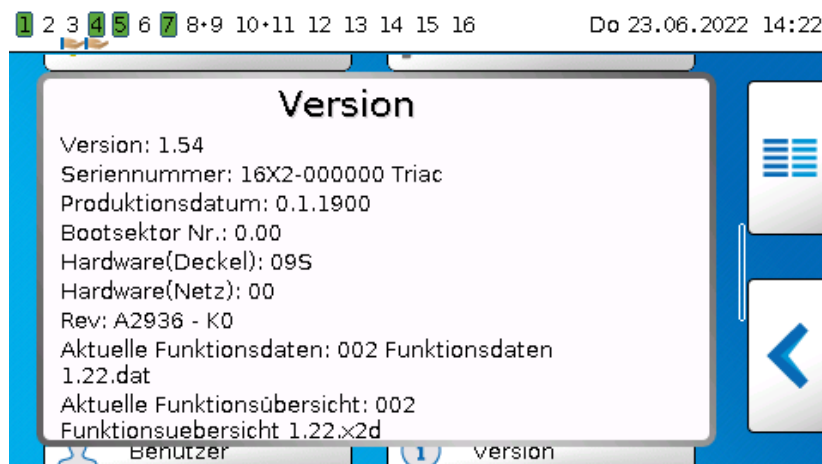 1 2 3 4 5 6 7 8•9 10•11 12 13 14 15 16 Do 23.06.2022 14:22
Version
Version: 1.54
Seriennummer: 16X2-000000 Triac
Produktionsdatum: 0.1.1900
Bootsektor Nr.: 0.00
Hardware(Deckel): 09S
Hardware(Netz): 00
Rev: A2936 - K0
Aktuelle Funktionsdaten: 002 Funktionsdaten
1.22.dat
Aktuelle Funktionsübersicht: 002
Funktionsuebersicht 1.22.x2d
Benutzer Version